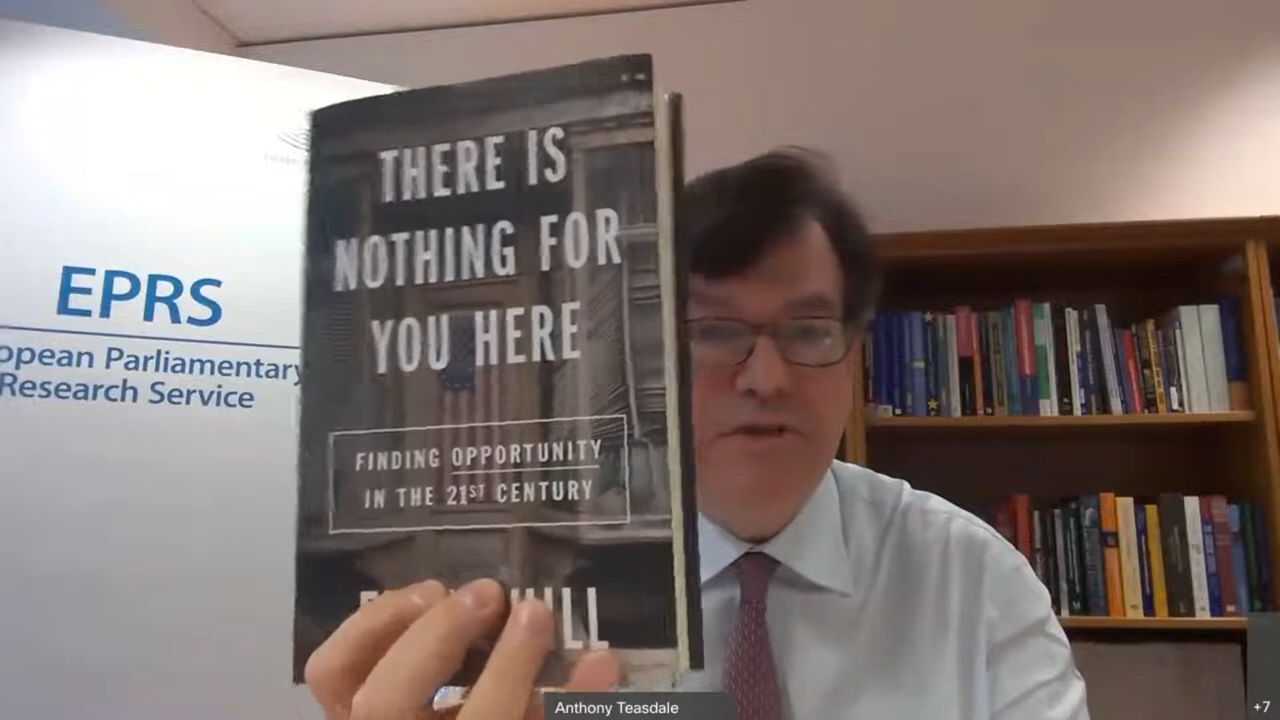 EPRS
opean Parliamentary
Research Service
THERE IS
NOTHING FOR
YOU HERE
FINDING OPPORTUNITY
IN THE 21ST CENTURY
HILL
Anthony Teasdale
+7